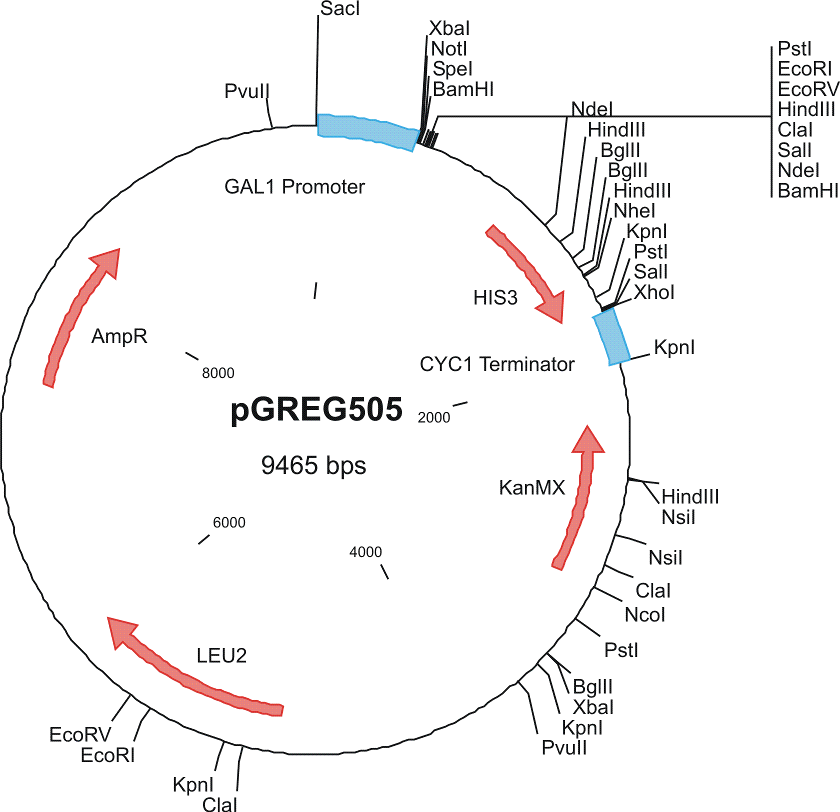 SacI
XbaI
NotI
SpeI
BamHI
PvuII
PstI
EcoRI
EcoRV
HindIII
ClaI
SalI
NdeI
BamHI
NdeI
HindIII
BglII
BglII
HindIII
NheI
KpnI
PstI
SalI
XhoI
KpnI
GAL1 Promoter
HIS3
AmpR
CYC1 Terminator
8000
pGREG505
2000
9465 bps
KanMX
HindIII
NsiI
6000
4000
NsiI
ClaI
NcoI
PstI
LEU2
BglII
XbaI
KpnI
PvuII
EcoRV
EcoRI
KpnI
ClaI